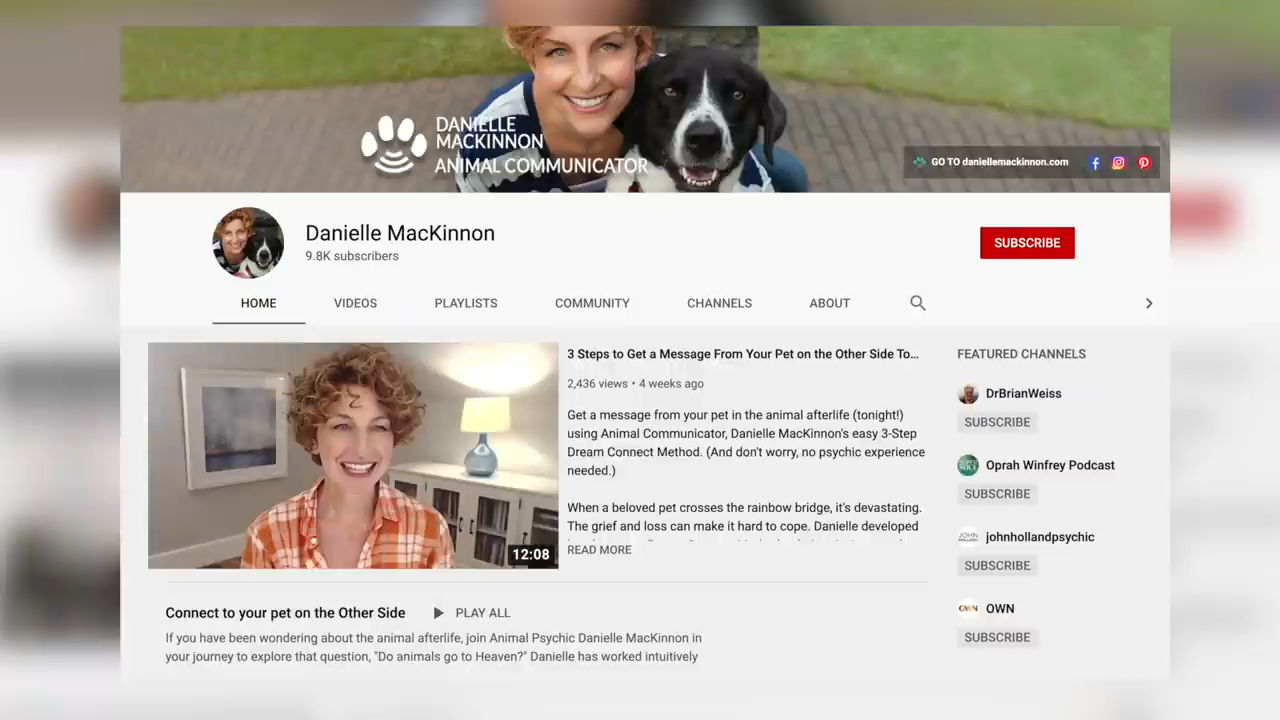 DANIELLE
MACKINNON
ANIMAL COMMUNICATOR
GO TO daniellemackinnon.com
Danielle MacKinnon
9.8K subscribers
SUBSCRIBE
HOME VIDEOS PLAYLISTS COMMUNITY CHANNELS ABOUT
12:08
3 Steps to Get a Message From Your Pet on the Other Side To...
2,436 views • 4 weeks ago
Get a message from your pet in the animal afterlife (tonight!)
using Animal Communicator, Danielle MacKinnon's easy 3-Step
Dream Connect Method. (And don't worry, no psychic experience
needed.)
When a beloved pet crosses the rainbow bridge, it's devastating.
The grief and loss can make it hard to cope. Danielle developed
READ MORE
FEATURED CHANNELS
DrBrianWeiss
SUBSCRIBE
Oprah Winfrey Podcast
SUBSCRIBE
johnhollandpsychic
SUBSCRIBE
OWN
OWN
SUBSCRIBE
Connect to your pet on the Other Side PLAY ALL
If you have been wondering about the animal afterlife, join Animal Psychic Danielle MacKinnon in
your journey to explore that question, "Do animals go to Heaven?" Danielle has worked intuitively